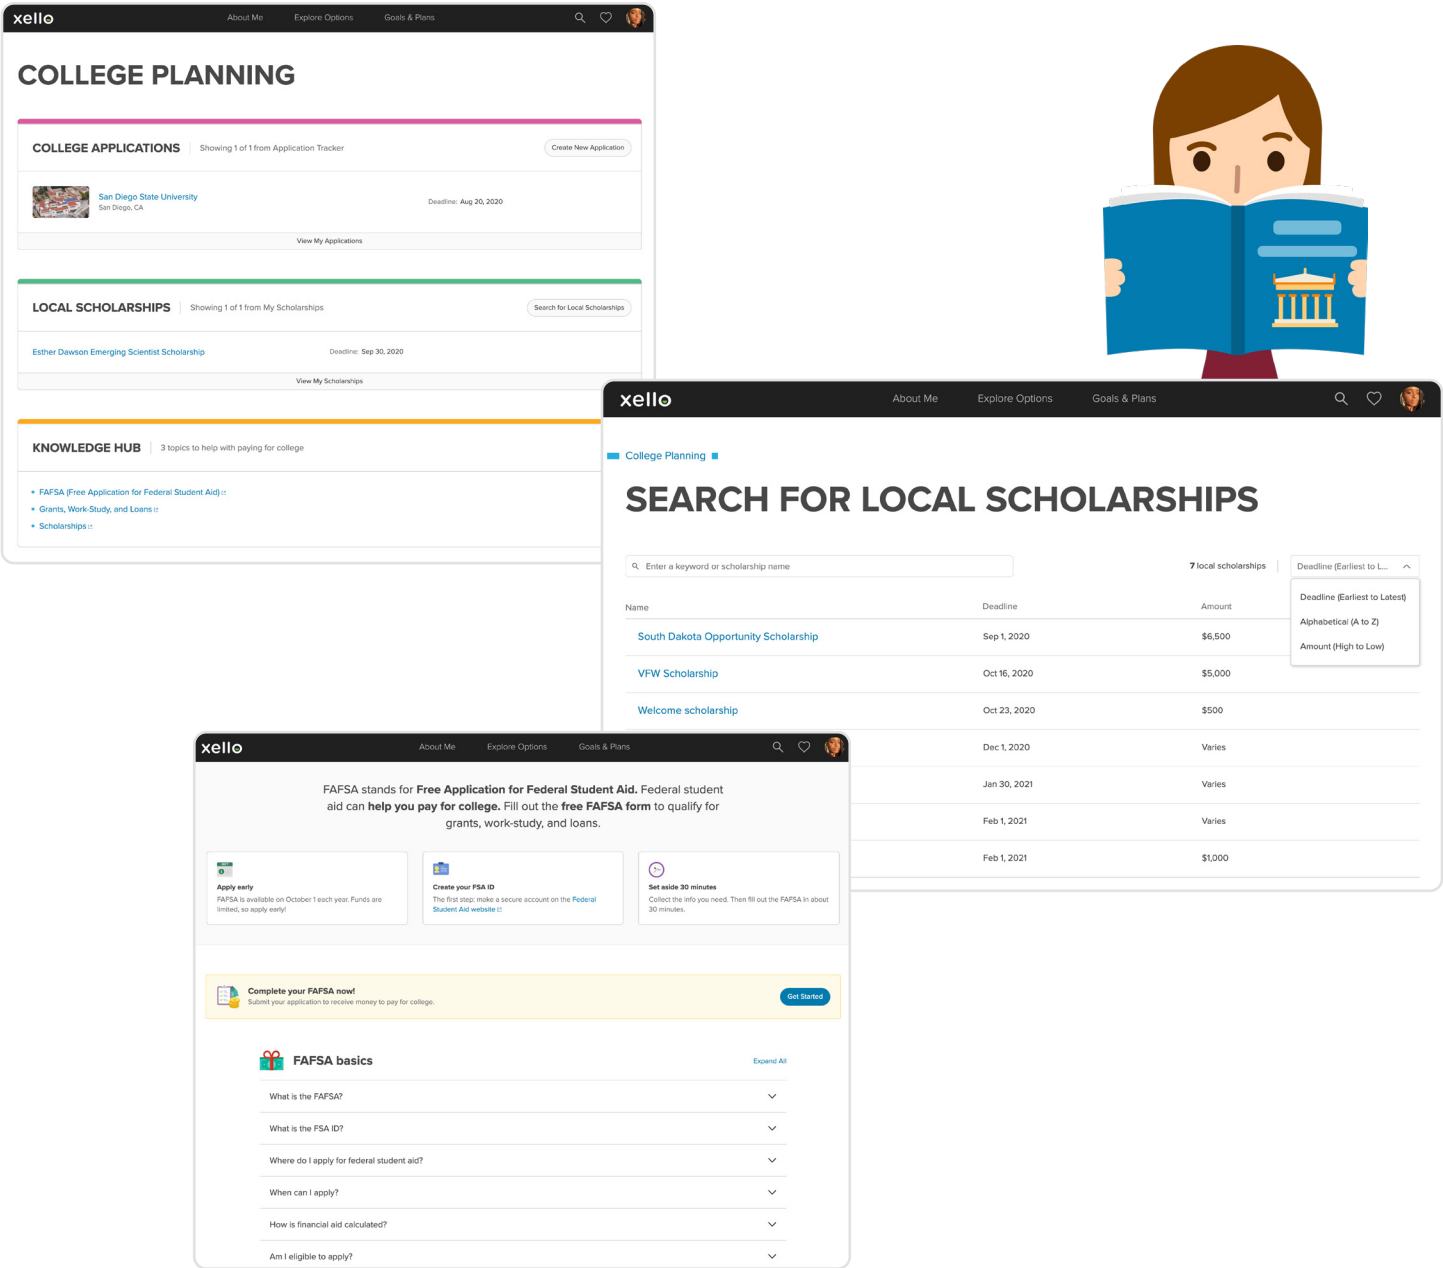 xello
About Me Explore Options Goals & Plans
COLLEGE PLANNING
COLLEGE APPLICATIONS Showing 1 of 1 from Application Tracker Create New Application
San Diego State University
San Diego, CA
Deadline: Aug 20, 2020
View My Applications
LOCAL SCHOLARSHIPS Showing 1 of 1 from My Scholarships Search for Local Scholarships
Esther Dawson Emerging Scientist Scholarship Deadline: Sep 30, 2020
View My Scholarships
KNOWLEDGE HUB 3 topics to help with paying for college
FAFSA (Free Application for Federal Student Aid)
Grants, Work-Study, and Loans
Scholarships
xello
About Me Explore Options Goals & Plans
College Planning
SEARCH FOR LOCAL SCHOLARSHIPS
Enter a keyword or scholarship name 7 local scholarships Deadline (Earliest to L...
Deadline (Earliest to Latest)
Alphabetical (A to Z)
Amount (High to Low)
Name Deadline Amount
South Dakota Opportunity Scholarship Sep 1, 2020 $6,500
VFW Scholarship Oct 16, 2020 $5,000
Welcome scholarship Oct 23, 2020 $500
Dec 1, 2020 Varies
Jan 30, 2021 Varies
Feb 1, 2021 Varies
Feb 1, 2021 $1,000
xello
About Me Explore Options Goals & Plans
FAFSA stands for Free Application for Federal Student Aid. Federal student
aid can help you pay for college. Fill out the free FAFSA form to qualify for
grants, work-study, and loans.
Apply early
FAFSA is available on October 1 each year. Funds are
limited, so apply early!
Create your FSA ID
The first step: make a secure account on the Federal
Student Aid website
Set aside 30 minutes
Collect the info you need. Then fill out the FAFSA in about
30 minutes.
Complete your FAFSA now!
Submit your application to receive money to pay for college.
Get Started
FAFSA basics Expand All
What is the FAFSA?
What is the FSA ID?
Where do I apply for federal student aid?
When can I apply?
How is financial aid calculated?
Am I eligible to apply?